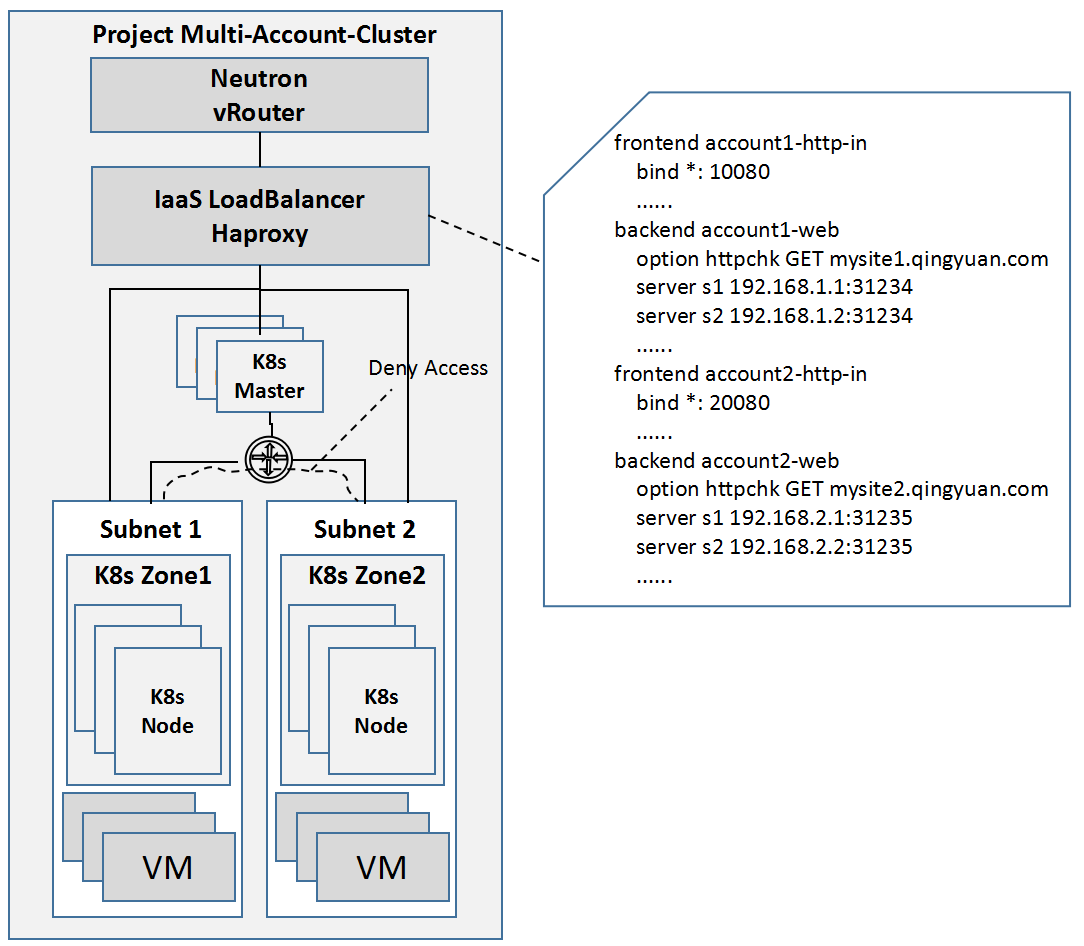 Project Multi-Account-Cluster
Neutron
vRouter
IaaS LoadBalancer
Haproxy
K8s
Master
Deny Access
Subnet 1
K8s Zone1
K8s
Node
VM
Subnet 2
K8s Zone2
K8s
Node
VM
frontend account1-http-in
bind *: 10080
......
backend account1-web
option httpchk GET mysite1.qingyuan.com
server s1 192.168.1.1:31234
server s2 192.168.1.2:31234
......
frontend account2-http-in
bind *: 20080
......
backend account2-web
option httpchk GET mysite2.qingyuan.com
server s1 192.168.2.1:31235
server s2 192.168.2.2:31235
......